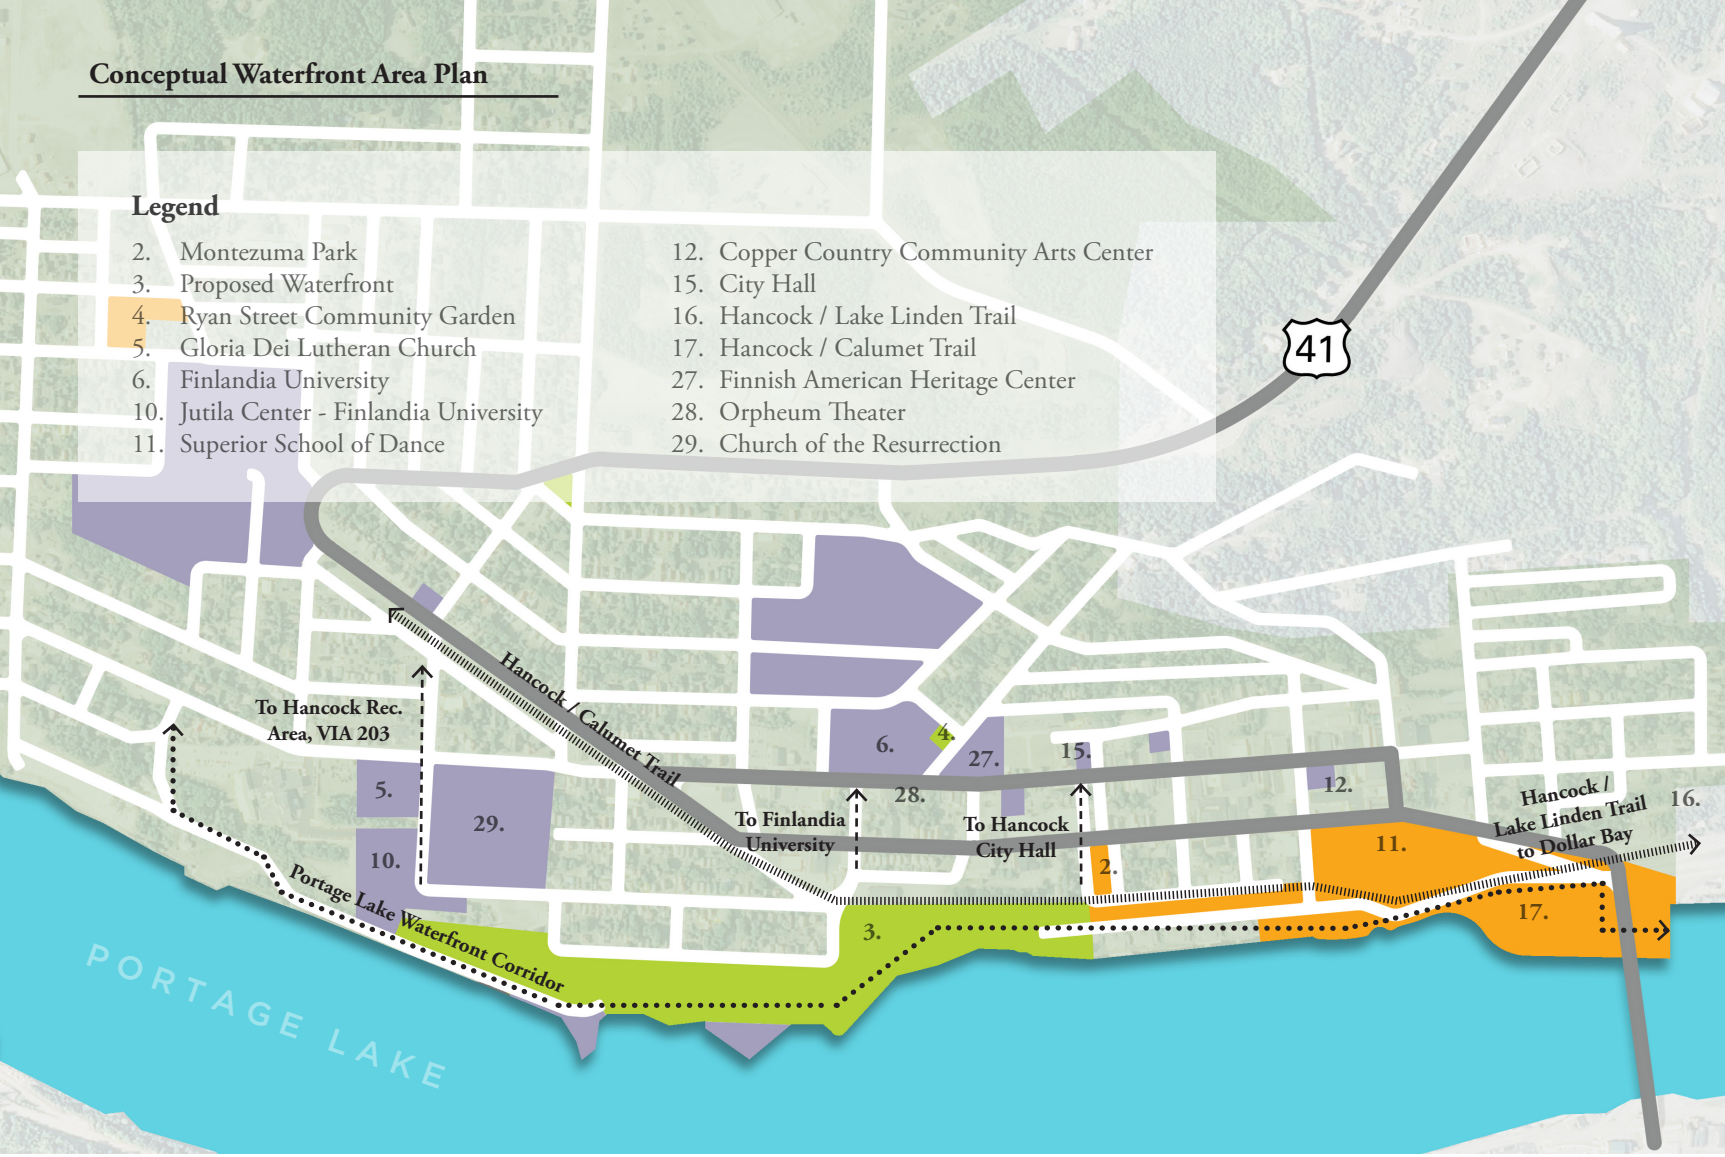 Conceptual Waterfront Area Plan
Legend
2. Montezuma Park
3. Proposed Waterfront
4. Ryan Street Community Garden
5. Gloria Dei Lutheran Church
6. Finlandia University
10. Jutila Center - Finlandia University
11. Superior School of Dance
12. Copper Country Community Arts Center
15. City Hall
16. Hancock / Lake Linden Trail
17. Hancock / Calumet Trail
27. Finnish American Heritage Center
28. Orpheum Theater
29. Church of the Resurrection
41
Hancock / Calumet Trail
To Hancock Rec.
Area, VIA 203
4.
6.
27.
15.
5.
28.
12.
Hancock /
Lake Linden Trail
to Dollar Bay
16.
29.
To Finlandia
University
To Hancock
City Hall
11.
10.
2.
Portage Lake Waterfront Corridor
3.
17.
PORTAGE LAKE